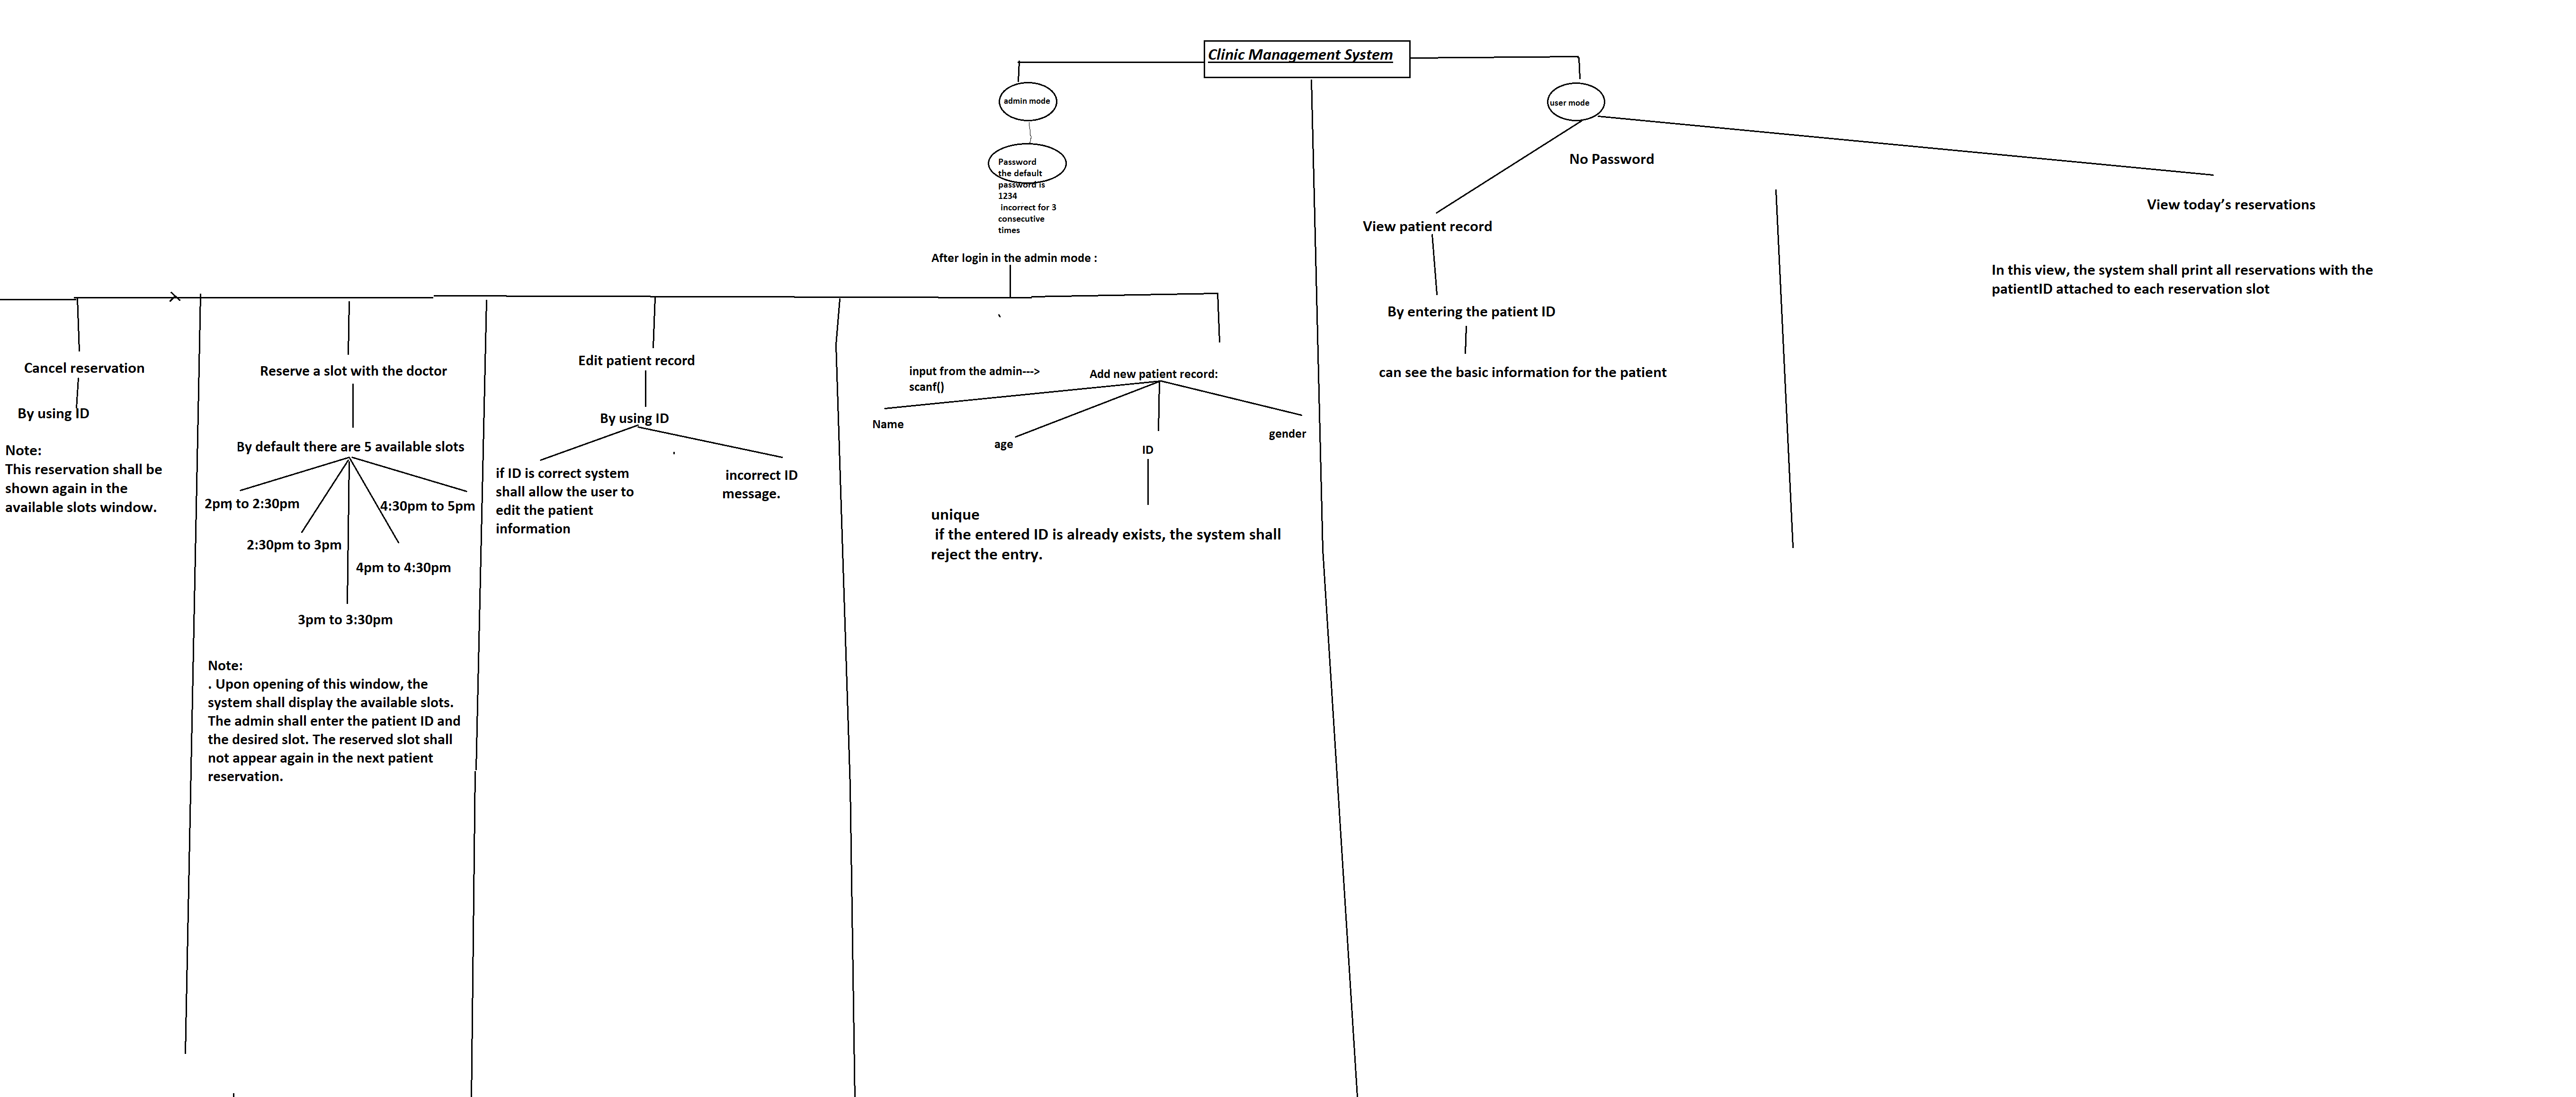 Clinic Management System
admin mode
Password
the default
password is
1234
incorrect for 3
consecutive
times
After login in the admin mode :
Cancel reservation
By using ID
Note:
This reservation shall be
shown again in the
available slots window.
Reserve a slot with the doctor
By default there are 5 available slots
2pm to 2:30pm
2:30pm to 3pm
3pm to 3:30pm
4pm to 4:30pm
4:30pm to 5pm
Note:
. Upon opening of this window, the
system shall display the available slots.
The admin shall enter the patient ID and
the desired slot. The reserved slot shall
not appear again in the next patient
reservation.
Edit patient record
By using ID
if ID is correct system
shall allow the user to
edit the patient
information
incorrect ID
message.
input from the admin--->
scanf()
Add new patient record:
Name
age
ID
gender
unique
if the entered ID is already exists, the system shall
reject the entry.
user mode
No Password
View patient record
By entering the patient ID
can see the basic information for the patient
View today’s reservations
In this view, the system shall print all reservations with the
patientID attached to each reservation slot